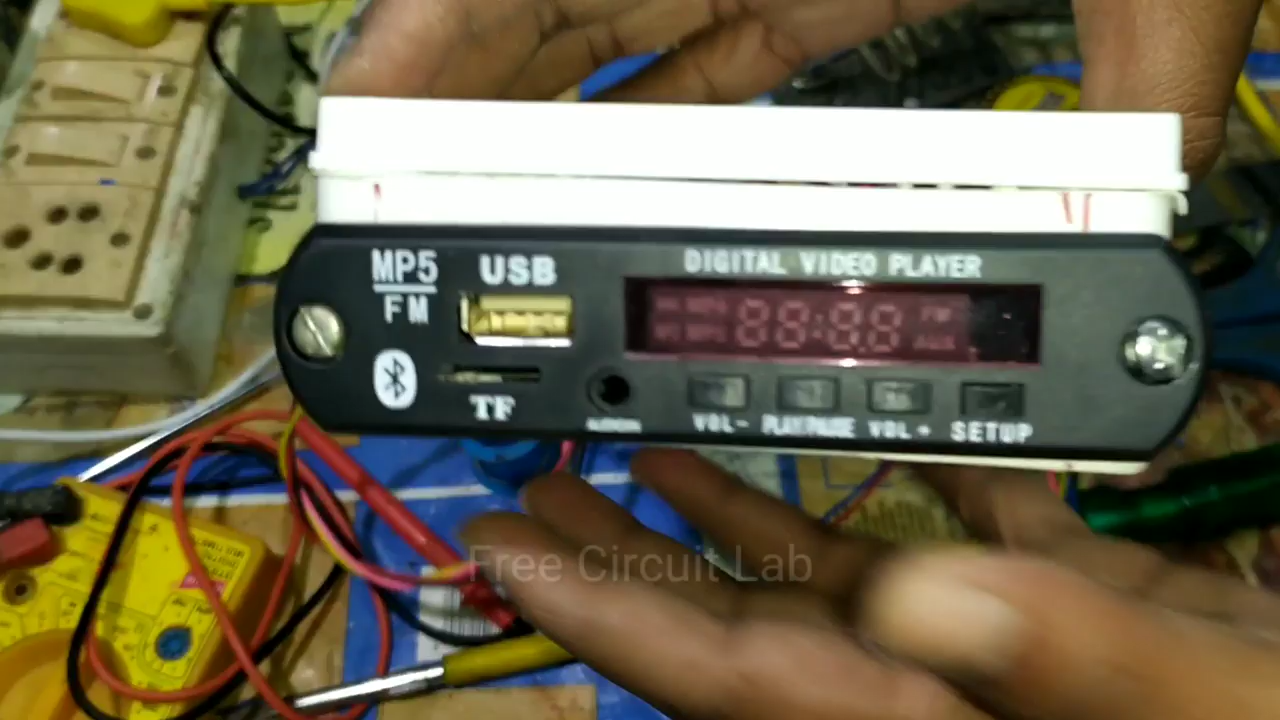 MP5
FM
USB
DIGITAL VIDEO PLAYER
88:88
TF
VOL-
PLAY/PAUSE
VOL+
SETUP
Free Circuit Lab